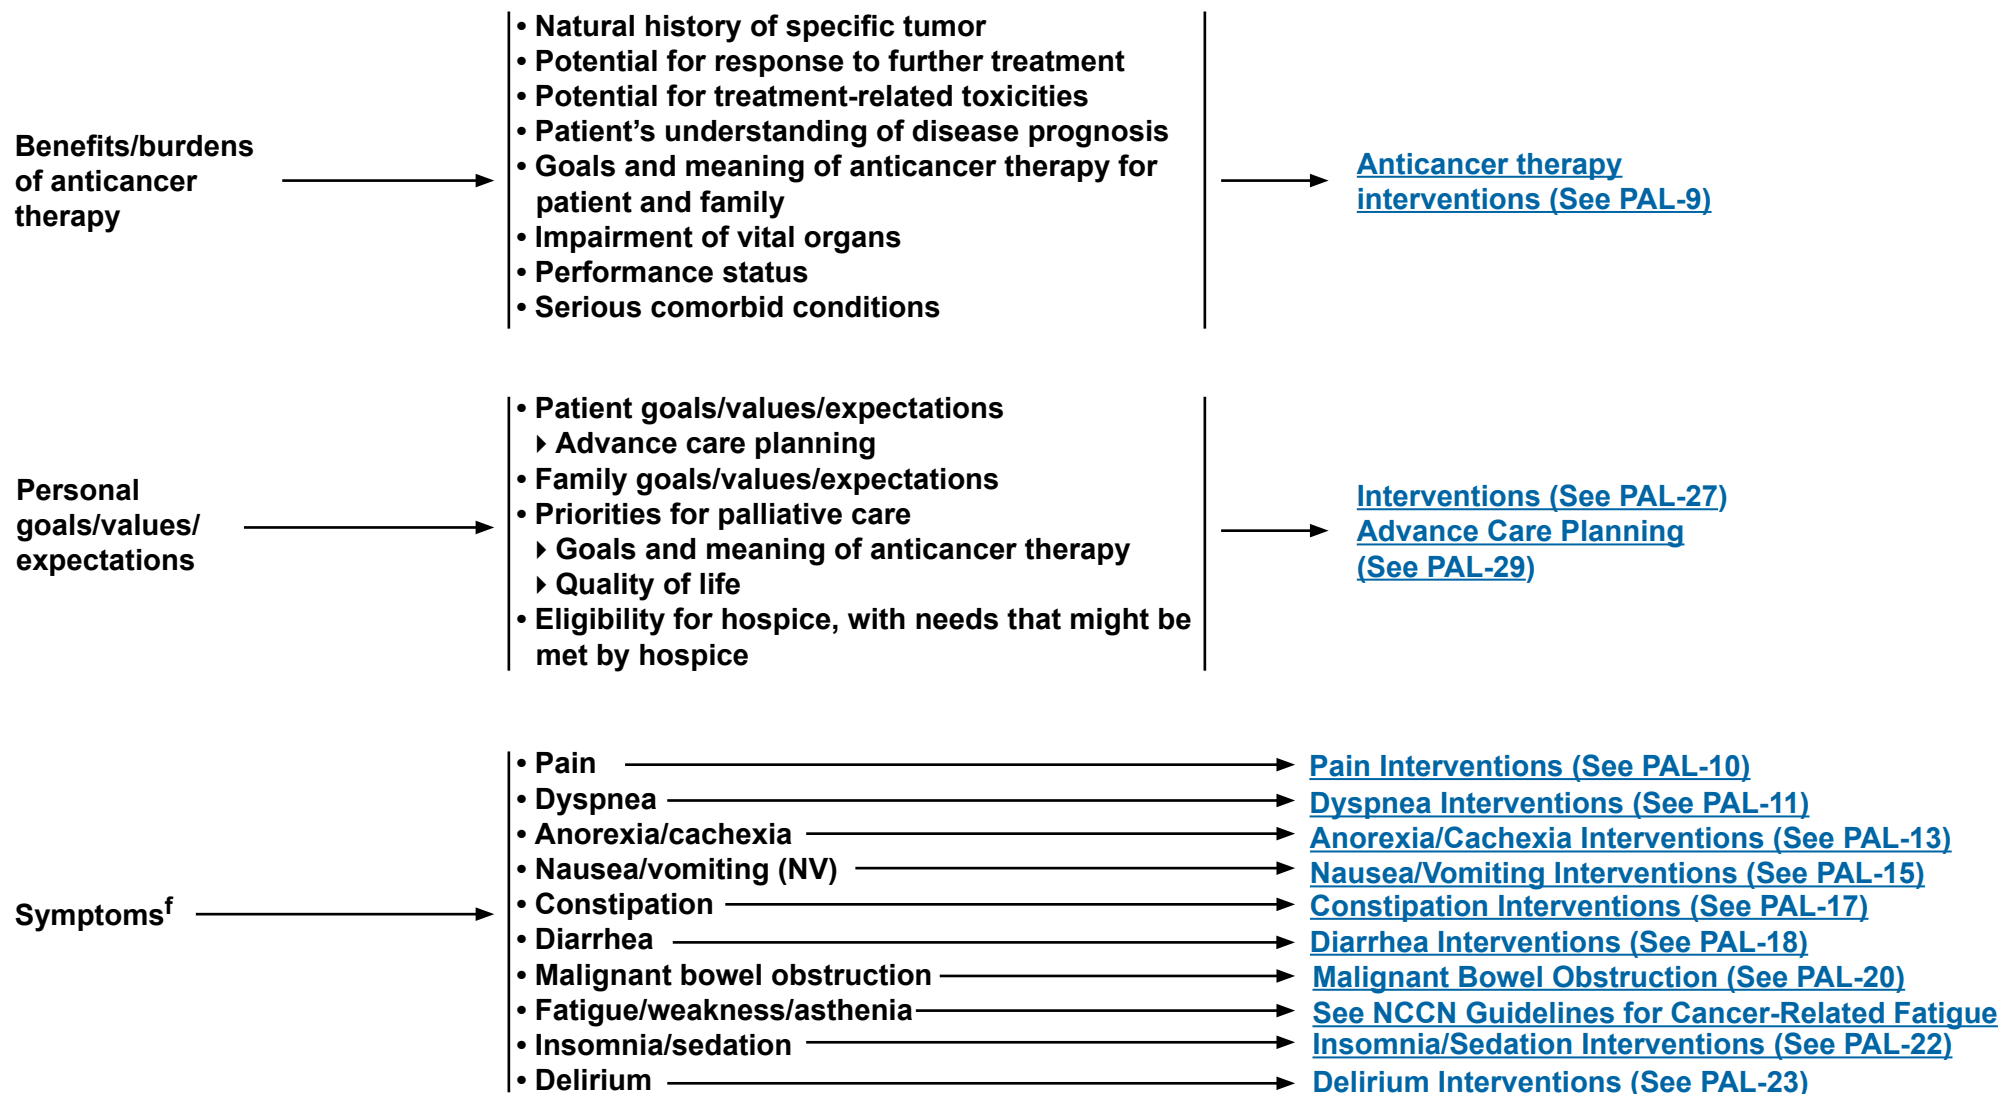 Benefits/burdens
of anticancer
therapy
• Natural history of specific tumor
• Potential for response to further treatment
• Potential for treatment-related toxicities
• Patient’s understanding of disease prognosis
• Goals and meaning of anticancer therapy for
patient and family
• Impairment of vital organs
• Performance status
• Serious comorbid conditions
Anticancer therapy
interventions (See PAL-9)
Personal
goals/values/
expectations
• Patient goals/values/expectations
▸ Advance care planning
• Family goals/values/expectations
• Priorities for palliative care
▸ Goals and meaning of anticancer therapy
▸ Quality of life
• Eligibility for hospice, with needs that might be
met by hospice
Interventions (See PAL-27)
Advance Care Planning
(See PAL-29)
Symptomsᶠ
• Pain
Pain Interventions (See PAL-10)
• Dyspnea
Dyspnea Interventions (See PAL-11)
• Anorexia/cachexia
Anorexia/Cachexia Interventions (See PAL-13)
• Nausea/vomiting (NV)
Nausea/Vomiting Interventions (See PAL-15)
• Constipation
Constipation Interventions (See PAL-17)
• Diarrhea
Diarrhea Interventions (See PAL-18)
• Malignant bowel obstruction
Malignant Bowel Obstruction (See PAL-20)
• Fatigue/weakness/asthenia
See NCCN Guidelines for Cancer-Related Fatigue
• Insomnia/sedation
Insomnia/Sedation Interventions (See PAL-22)
• Delirium
Delirium Interventions (See PAL-23)